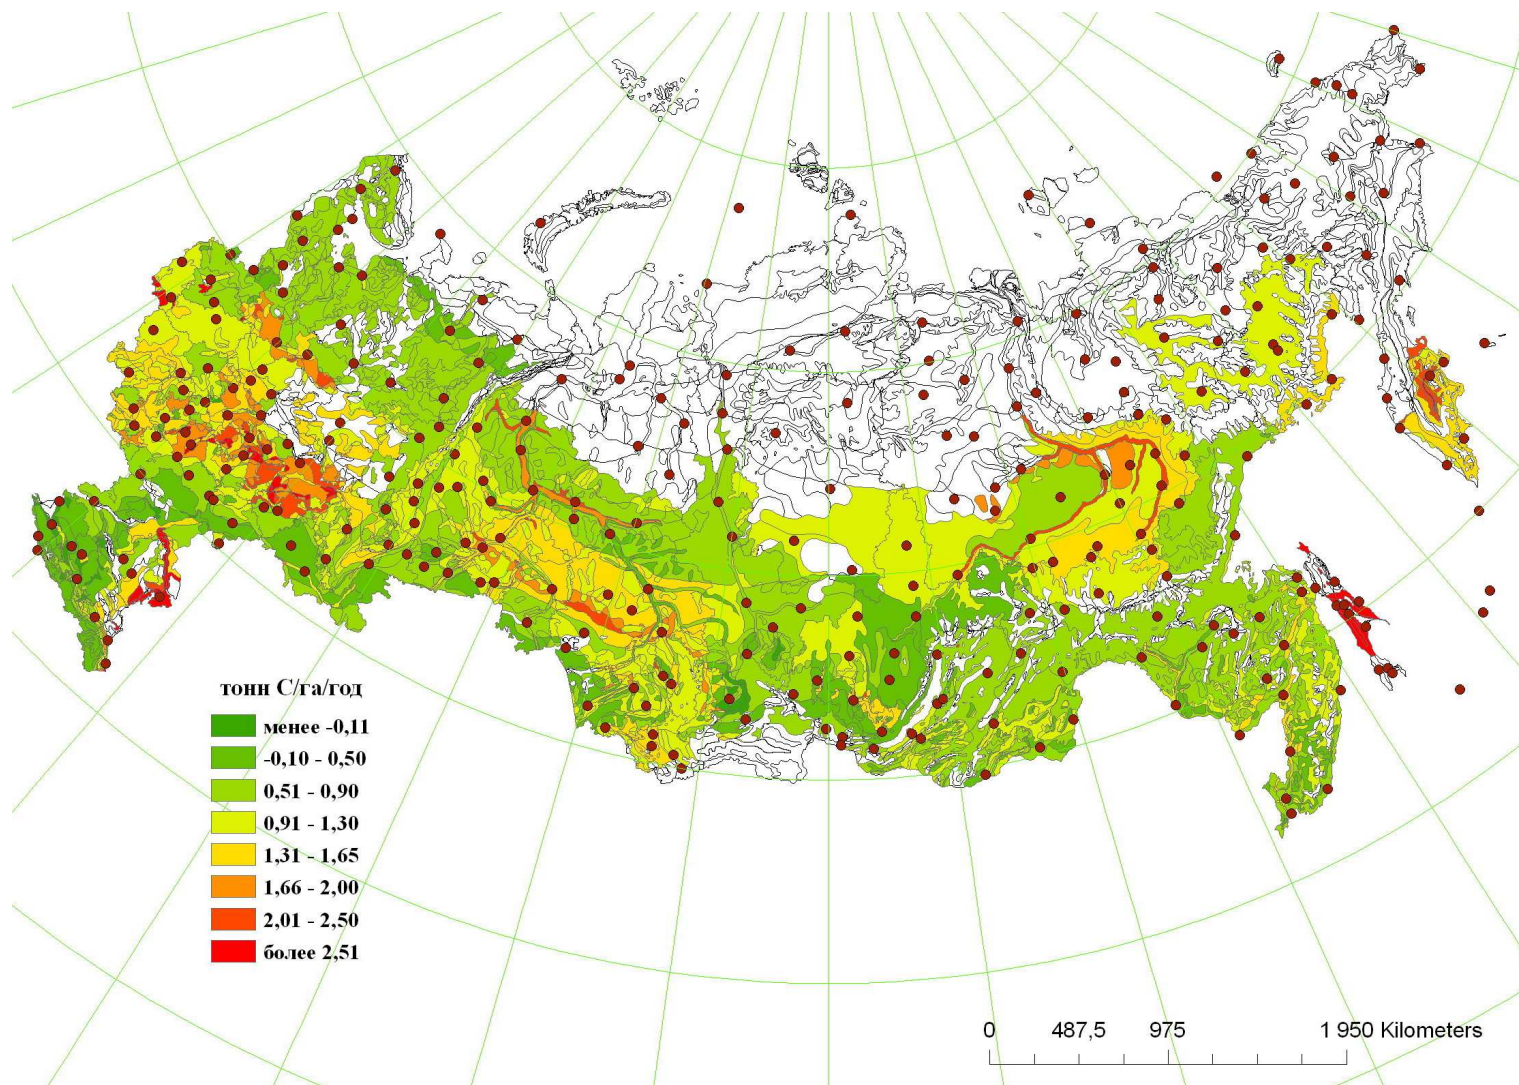 тонн С/га/год
менее -0,11
-0,10 - 0,50
0,51 - 0,90
0,91 - 1,30
1,31 - 1,65
1,66 - 2,00
2,01 - 2,50
более 2,51
0 487,5 975 1 950 Kilometers